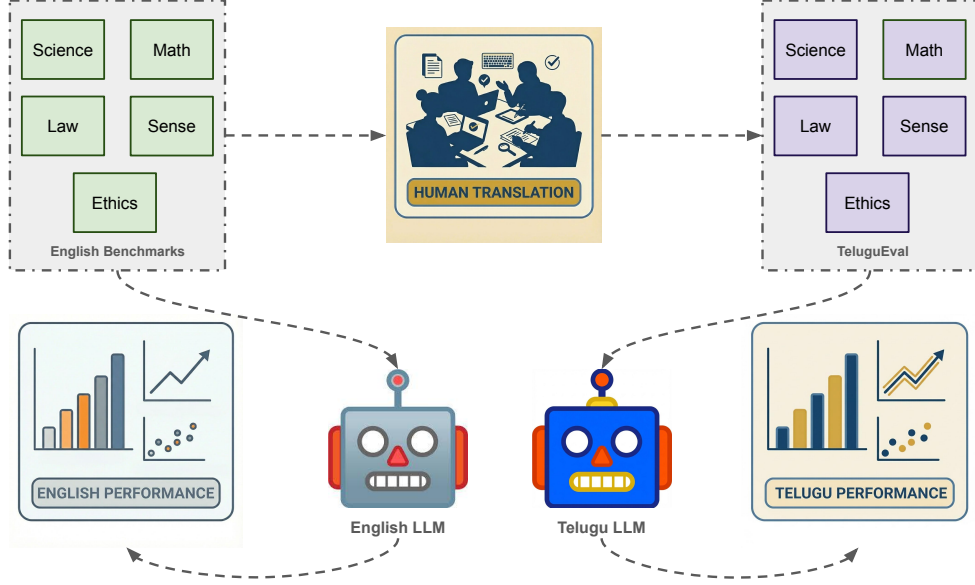 Science
Math
Law
Sense
Ethics
English Benchmarks
HUMAN TRANSLATION
Science
Math
Law
Sense
Ethics
TeluguEval
ENGLISH PERFORMANCE
English LLM
Telugu LLM
TELUGU PERFORMANCE